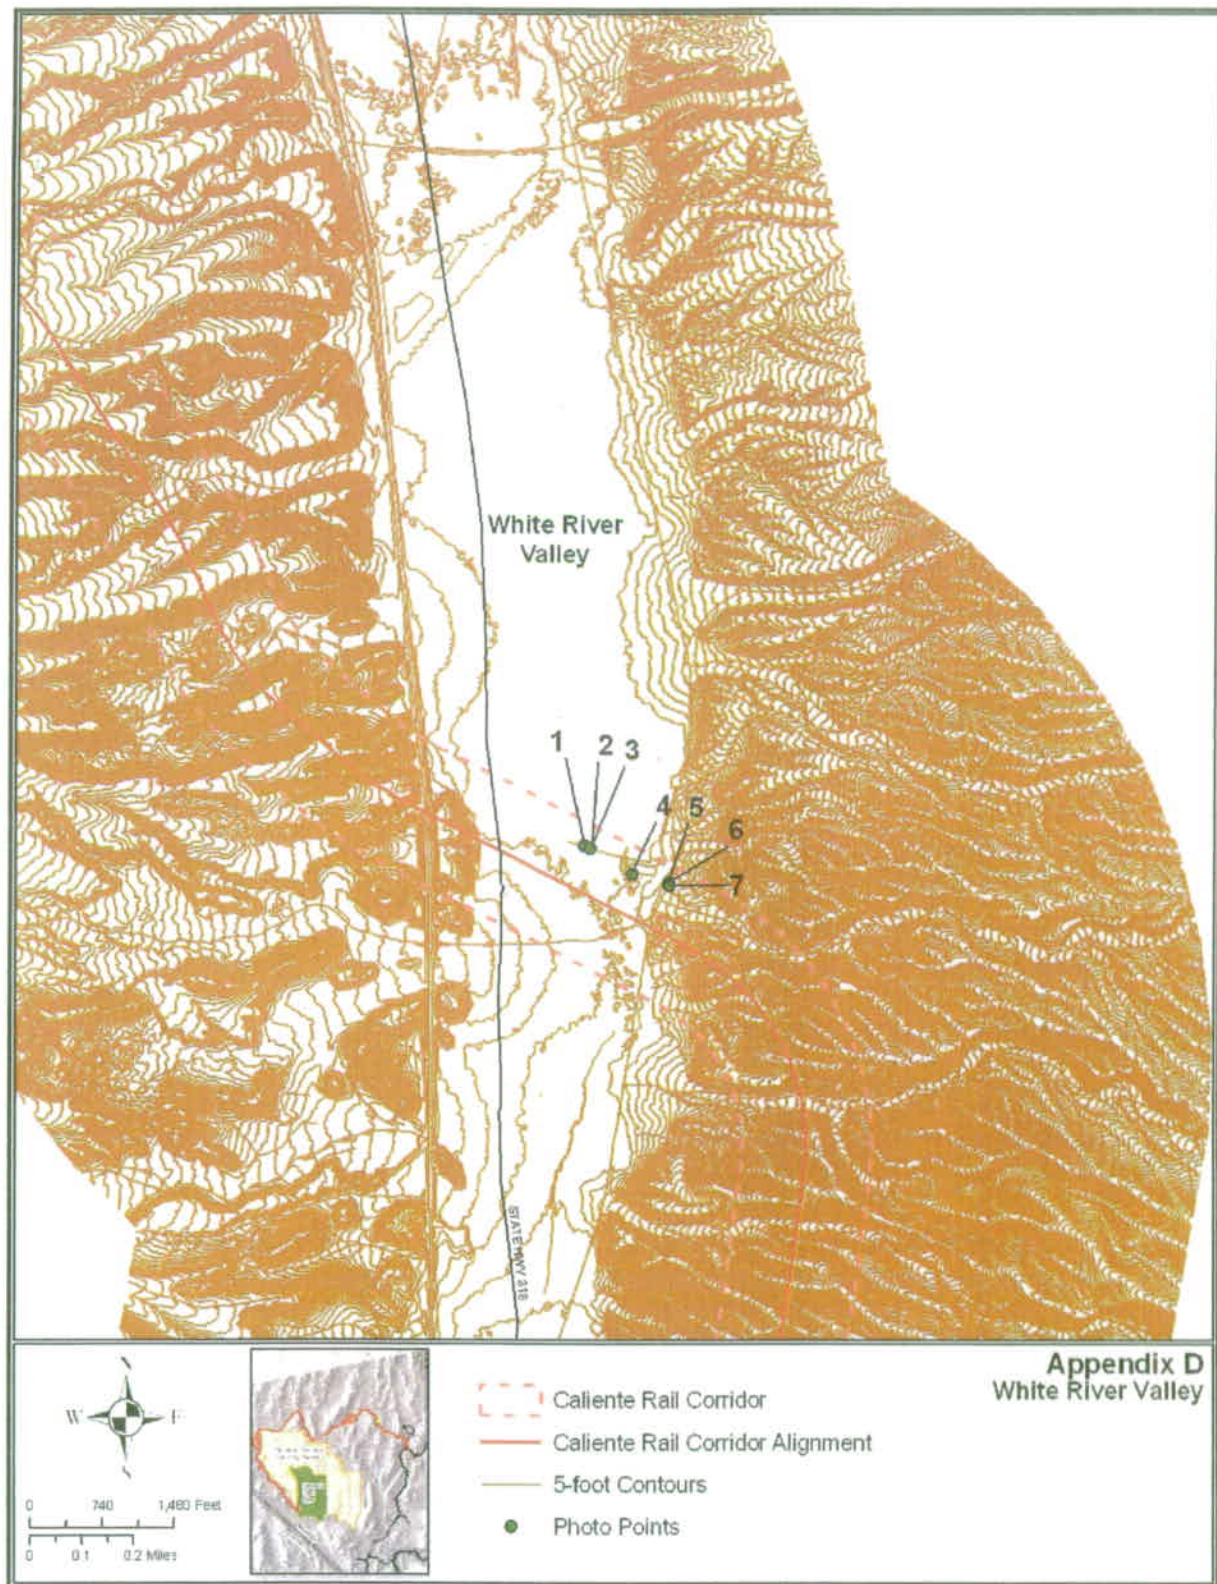 White River
Valley
1
2
3
4
5
6
7
STATE HWY 318
Appendix D
White River Valley
W
E
0 740 1,480 Feet
0 0.1 0.2 Miles
Caliente Rail Corridor
Caliente Rail Corridor Alignment
5-foot Contours
Photo Points